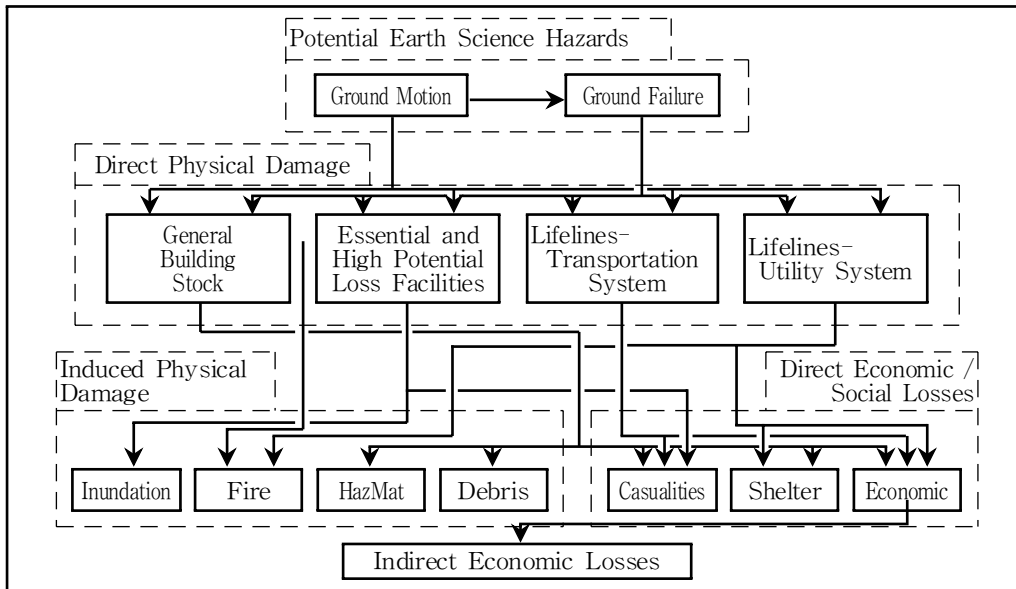 Potential Earth Science Hazards
Ground Motion
Ground Failure
Direct Physical Damage
General
Building
Stock
Essential and
High Potential
Loss Facilities
Lifelines-
Transportation
System
Lifelines-
Utility System
Induced Physical
Damage
Direct Economic /
Social Losses
Inundation
Fire
HazMat
Debris
Casualities
Shelter
Economic
Indirect Economic Losses